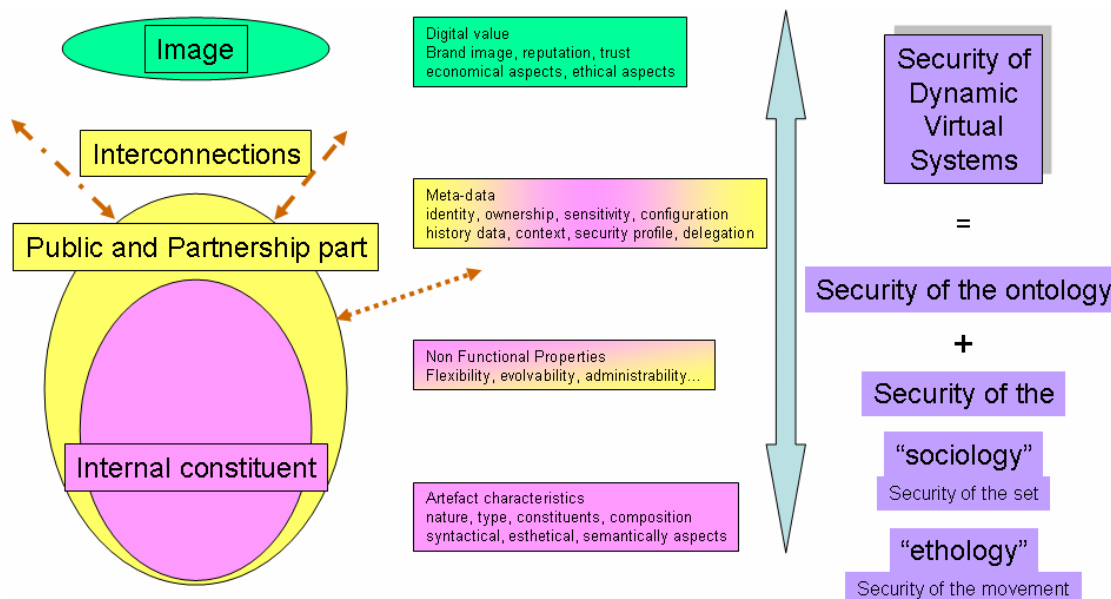 Image
Interconnections
Public and Partnership part
Internal constituent
Digital value
Brand image, reputation, trust
economical aspects, ethical aspects
Meta-data
identity, ownership, sensitivity, configuration
history data, context, security profile, delegation
Non Functional Properties
Flexibility, evolvability, administrability...
Artefact characteristics
nature, type, constituents, composition
syntactical, esthetical, semantically aspects
Security of
Dynamic
Virtual
Systems
=
Security of the ontology
+
Security of the
“sociology”
Security of the set
“ethology”
Security of the movement